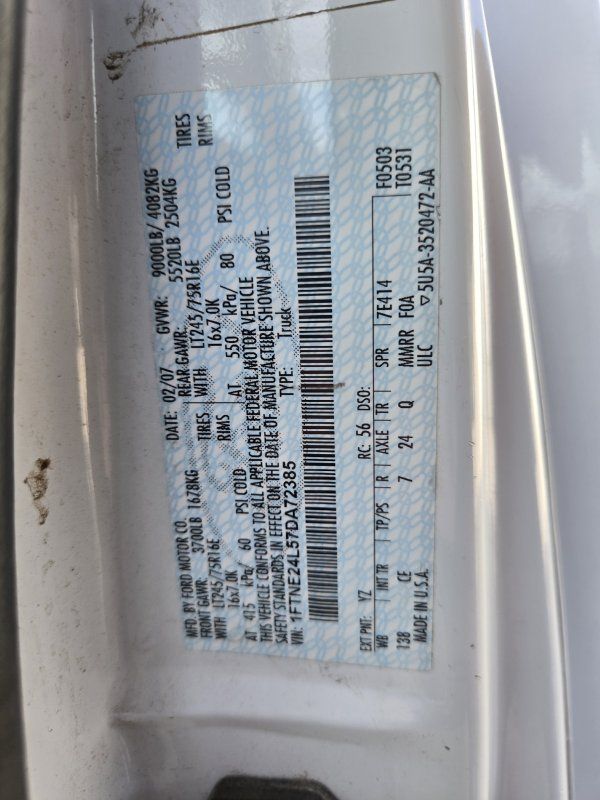 MFD. BY FORD MOTOR CO. DATE: 02/07 GVWR: 9000LB/ 4082KG
FRONT GAWR: 3700LB 1678KG REAR GAWR: 5520LB 2504KG
WITH LT245/75R16E TIRES WITH LT245/75R16E TIRES
16x7.0K RIMS 16x7.0K RIMS
AT 415 kPa/ 60 PSI COLD AT 550 kPa/ 80 PSI COLD
THIS VEHICLE CONFORMS TO ALL APPLICABLE FEDERAL MOTOR VEHICLE
SAFETY STANDARDS IN EFFECT ON THE DATE OF MANUFACTURE SHOWN ABOVE.
VIN: 1FTNE24L57DA72385 TYPE: Truck
EXT PNT: YZ RC: 56 DSO: F0503
WB INT TR TP/PS R AXLE TR SPR 7E414 T0531
138 CE 7 24 Q MMRR FOA
MADE IN U.S.A. ULC ▽5U5A-3520472-AA